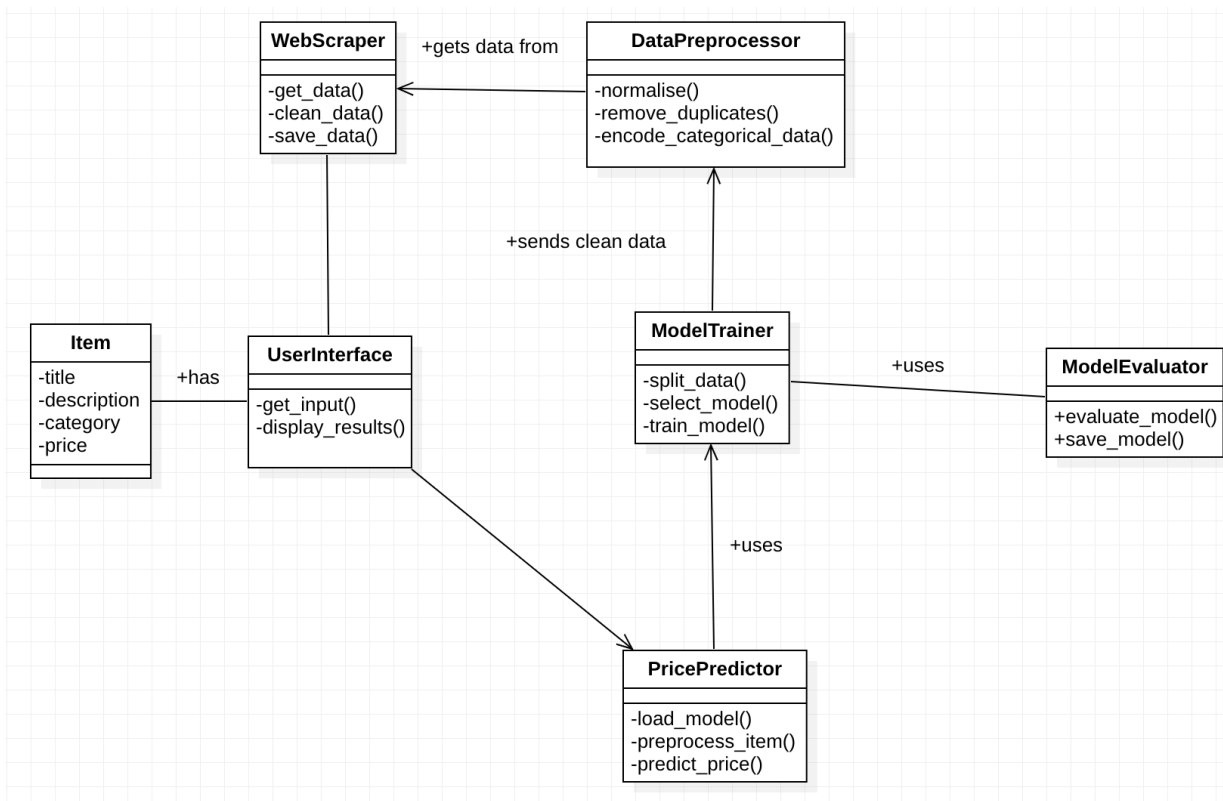 WebScraper
-get_data()
-clean_data()
-save_data()
+gets data from
DataPreprocessor
-normalise()
-remove_duplicates()
-encode_categorical_data()
+sends clean data
Item
-title
-description
-category
-price
+has
UserInterface
-get_input()
-display_results()
ModelTrainer
-split_data()
-select_model()
-train_model()
+uses
ModelEvaluator
+evaluate_model()
+save_model()
+uses
PricePredictor
-load_model()
-preprocess_item()
-predict_price()